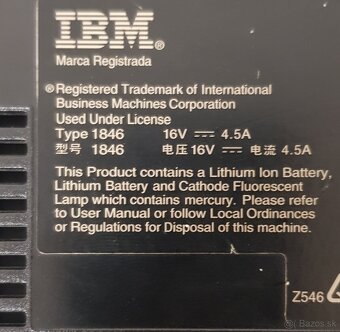 IBM®
Marca Registrada
®Registered Trademark of International
Business Machines Corporation
Used Under License
Type 1846 16V ⎓ 4.5A
型号 1846 电压 16V ⎓ 电流 4.5A
This Product contains a Lithium Ion Battery,
Lithium Battery and Cathode Fluorescent
Lamp which contains mercury. Please refer
to User Manual or follow Local Ordinances
or Regulations for Disposal of this machine.
Z546
Bazos.sk